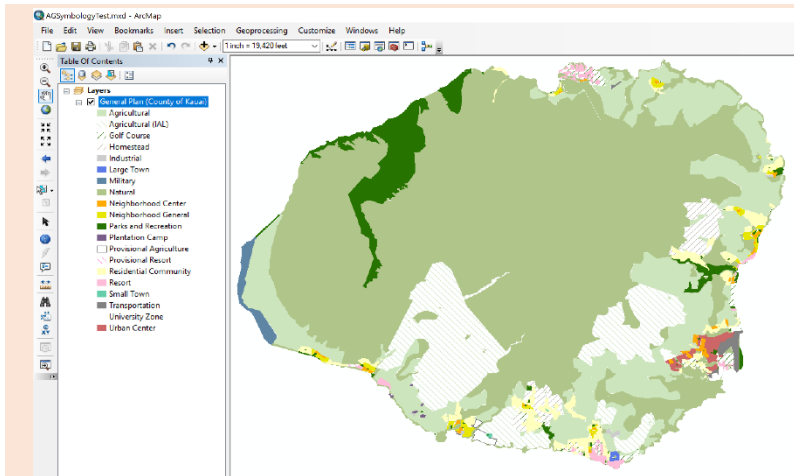 AGSymbologyTest.mxd - ArcMap
File Edit View Bookmarks Insert Selection Geoprocessing Customize Windows Help
1 inch = 19,420 feet
Table Of Contents
Layers
General Plan (County of Kauai)
Agricultural
Agricultural (IAL)
Golf Course
Homestead
Industrial
Large Town
Military
Natural
Neighborhood Center
Neighborhood General
Parks and Recreation
Plantation Camp
Provisional Agriculture
Provisional Resort
Residential Community
Resort
Small Town
Transportation
University Zone
Urban Center